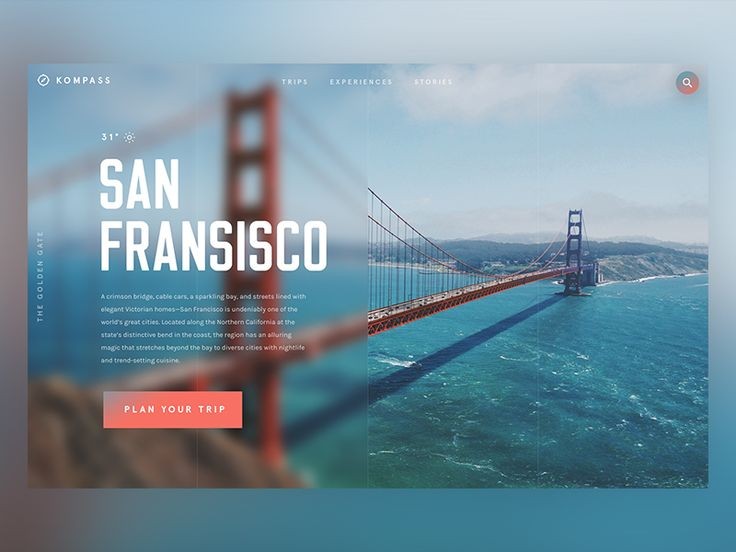 KOMPASS
TRIPS EXPERIENCES STORIES
31°
SAN
FRANSISCO
THE GOLDEN GATE
A crimson bridge, cable cars, a sparkling bay, and streets lined with
elegant Victorian homes—San Francisco is undeniably one of the
world's great cities. Located along the Northern California at the
state's distinctive bend in the coast, the region has an alluring
magic that stretches beyond the bay to diverse cities with nightlife
and trend-setting cuisine.
PLAN YOUR TRIP